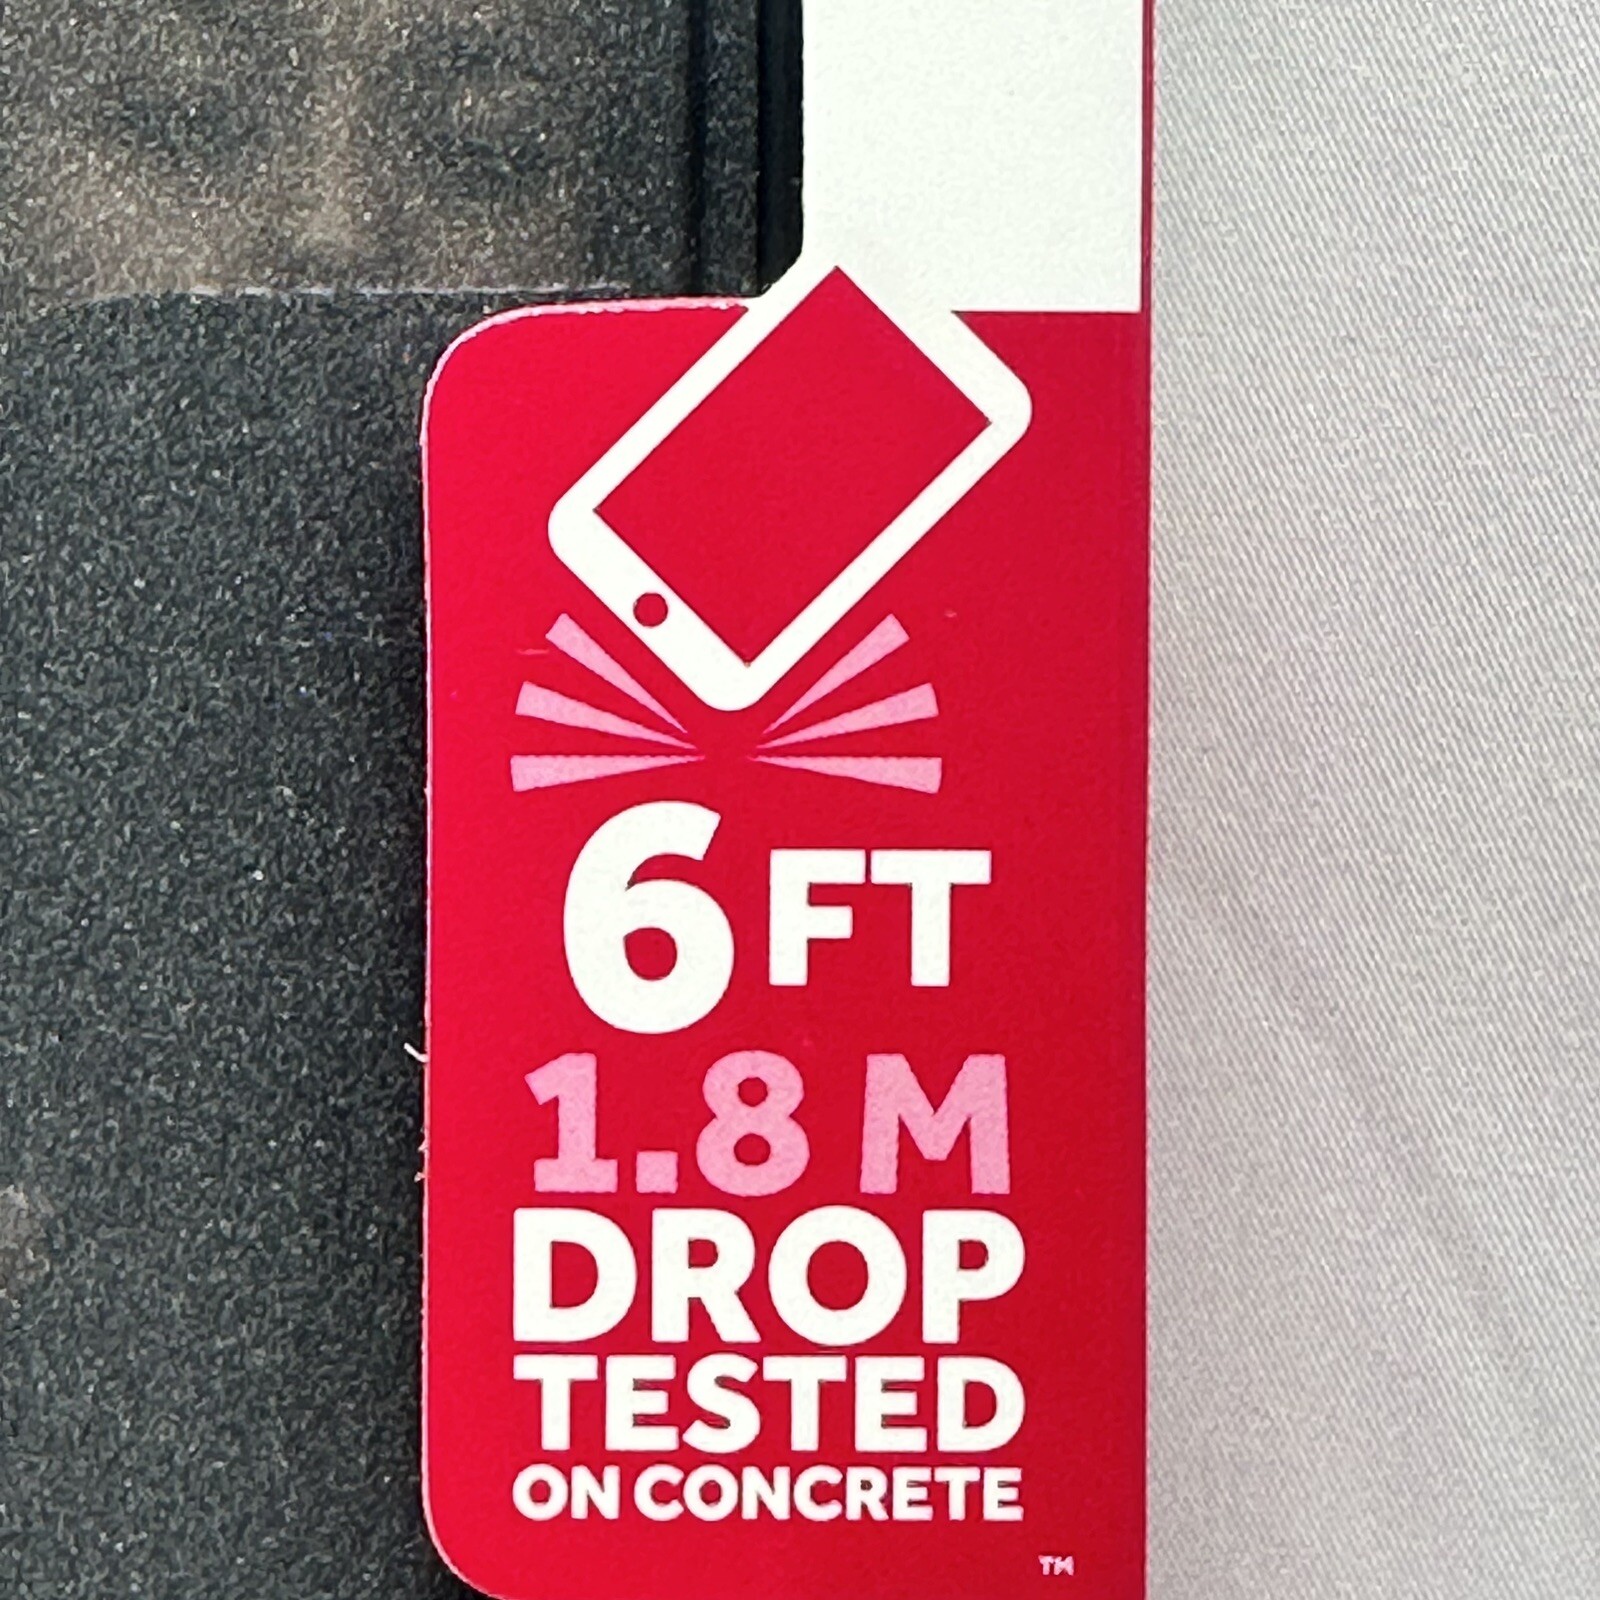 6 FT
1.8 M
DROP
TESTED
ON CONCRETE
TM